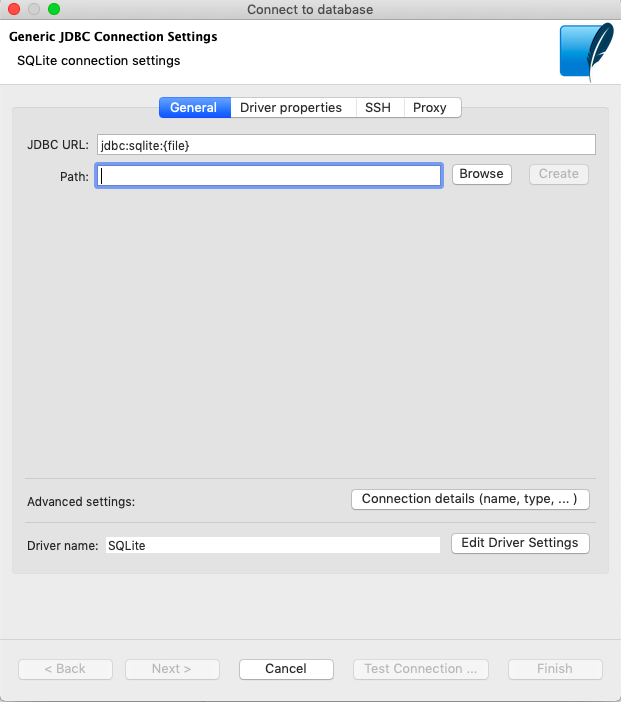 Connect to database
Generic JDBC Connection Settings
SQLite connection settings
General Driver properties SSH Proxy
JDBC URL: jdbc:sqlite:{file}
Path: Browse Create
Advanced settings: Connection details (name, type, ... )
Driver name: SQLite Edit Driver Settings
< Back Next > Cancel Test Connection ... Finish